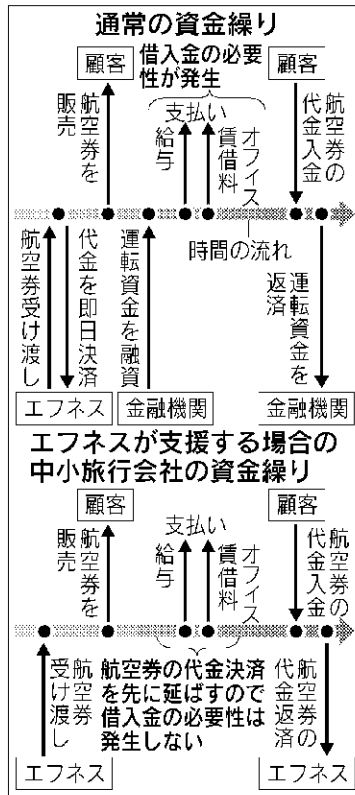 通常の資金繰り
顧客
借入金の必要
性が発生
顧客
航空券を
販売
支払い
給与
オフィス
賃借料
航空券の
代金入金
時間の流れ
航空券受け渡し
代金を即日決済
運転資金を融資
運転資金を
返済
エフネス
金融機関
金融機関
エフネスが支援する場合の
中小旅行会社の資金繰り
顧客
顧客
航空券を
販売
支払い
給与
オフィス
賃借料
航空券の
代金入金
航空券
受け渡し
航空券の代金決済
を先に延ばすので
借入金の必要性は
発生しない
航空券の
代金返済
エフネス
エフネス